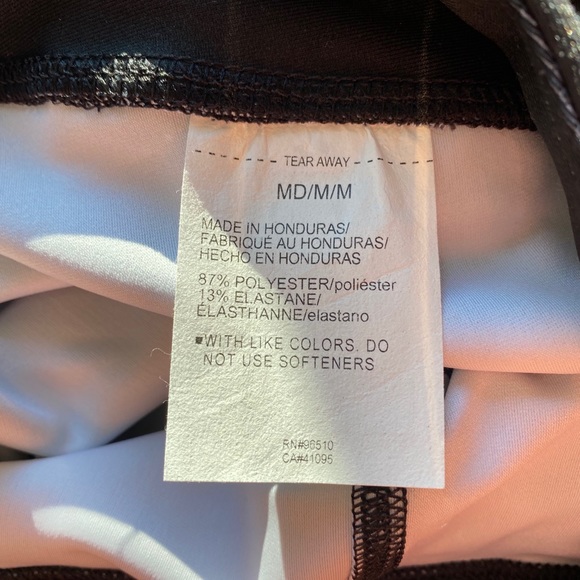 TEAR AWAY
MD/M/M
MADE IN HONDURAS/
FABRIQUÉ AU HONDURAS/
HECHO EN HONDURAS
87% POLYESTER/poliéster
13% ELASTANE/
ÉLASTHANNE/elastano
▪WITH LIKE COLORS. DO
NOT USE SOFTENERS
RN#96510
CA#41095